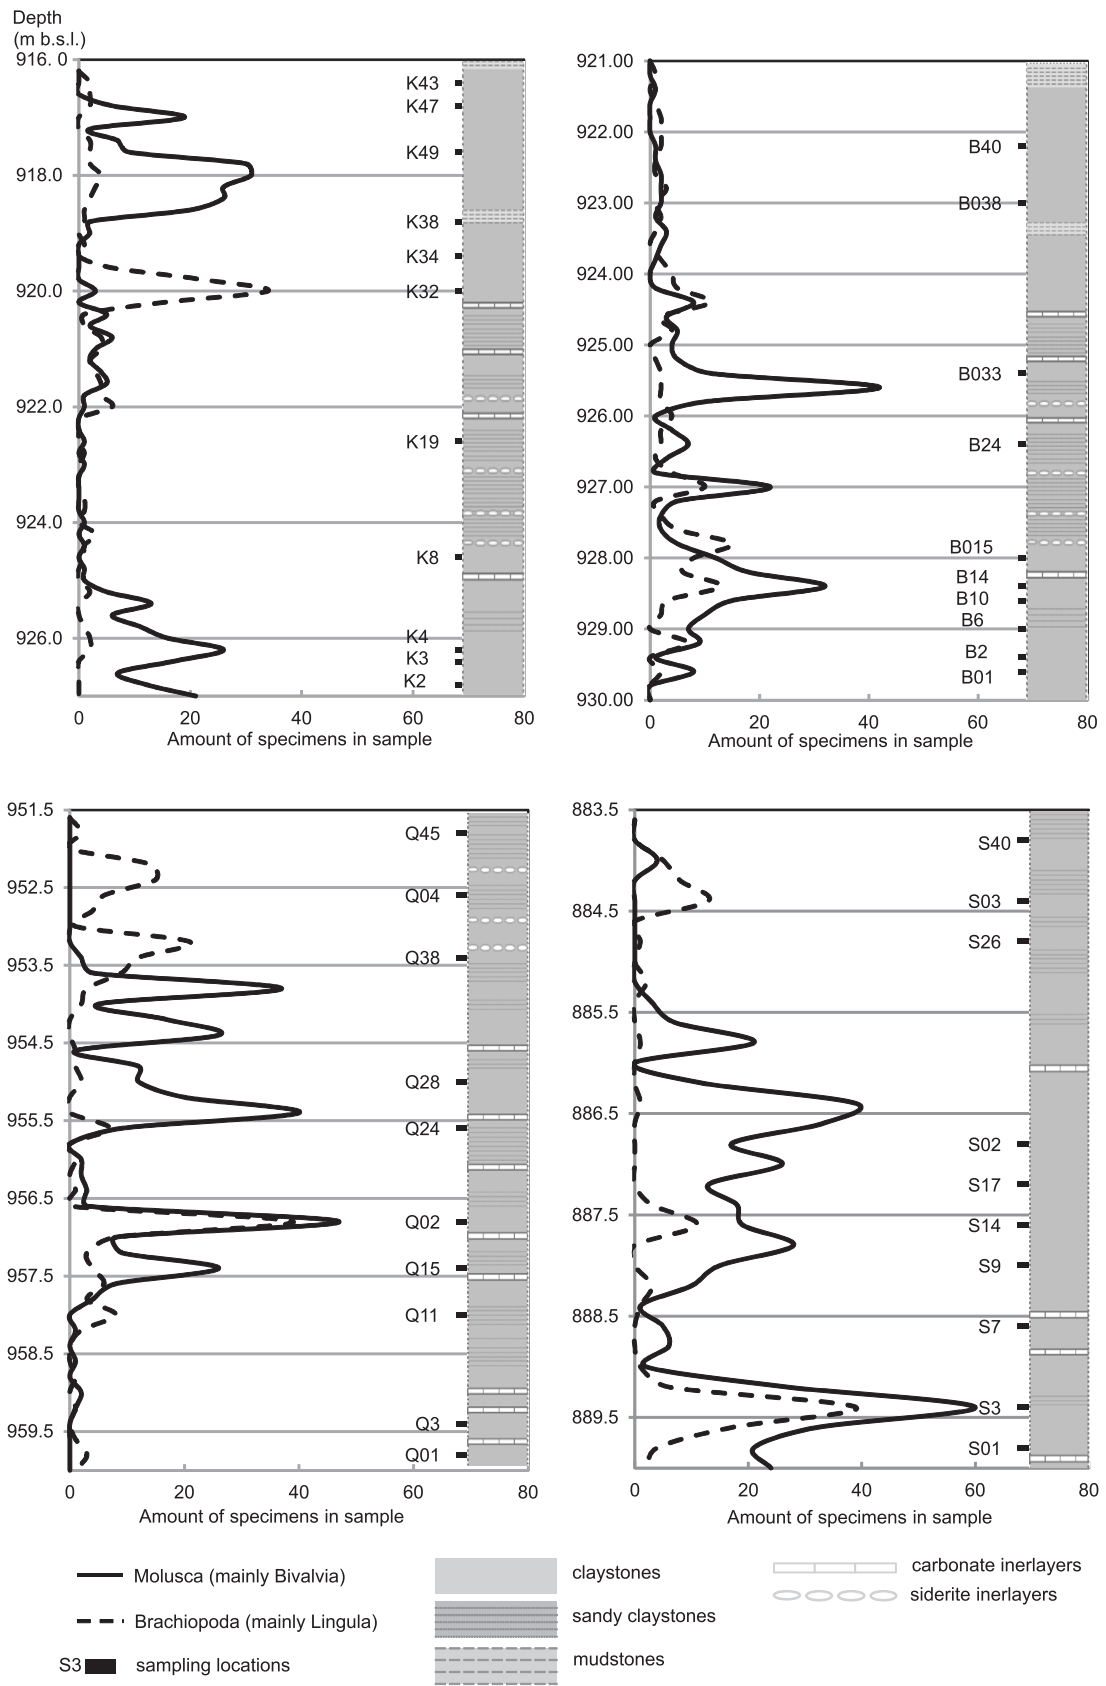 Depth
(m b.s.l.)
916. 0
918.0
920.0
922.0
924.0
926.0
K43
K47
K49
K38
K34
K32
K19
K8
K4
K3
K2
0 20 40 60 80
Amount of specimens in sample
921.00
922.00
923.00
924.00
925.00
926.00
927.00
928.00
929.00
930.00
B40
B038
B033
B24
B015
B14
B10
B6
B2
B01
0 20 40 60 80
Amount of specimens in sample
951.5
952.5
953.5
954.5
955.5
956.5
957.5
958.5
959.5
Q45
Q04
Q38
Q28
Q24
Q02
Q15
Q11
Q3
Q01
0 20 40 60 80
Amount of specimens in sample
883.5
884.5
885.5
886.5
887.5
888.5
889.5
S40
S03
S26
S02
S17
S14
S9
S7
S3
S01
0 20 40 60 80
Amount of specimens in sample
Molusca (mainly Bivalvia)
Brachiopoda (mainly Lingula)
S3 sampling locations
claystones
sandy claystones
mudstones
carbonate inerlayers
siderite inerlayers